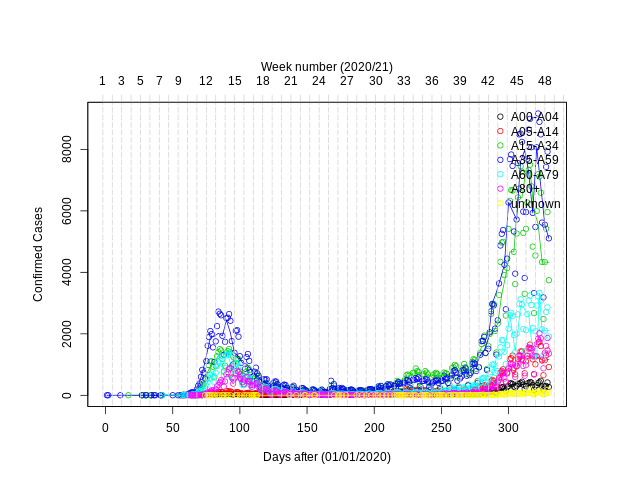 Week number (2020/21)
1 3 5 7 9 12 15 18 21 24 27 30 33 36 39 42 45 48
A00-A04
A05-A14
A15-A34
A35-A59
A60-A79
A80+
unknown
Confirmed Cases
8000
6000
4000
2000
0
0 50 100 150 200 250 300
Days after (01/01/2020)